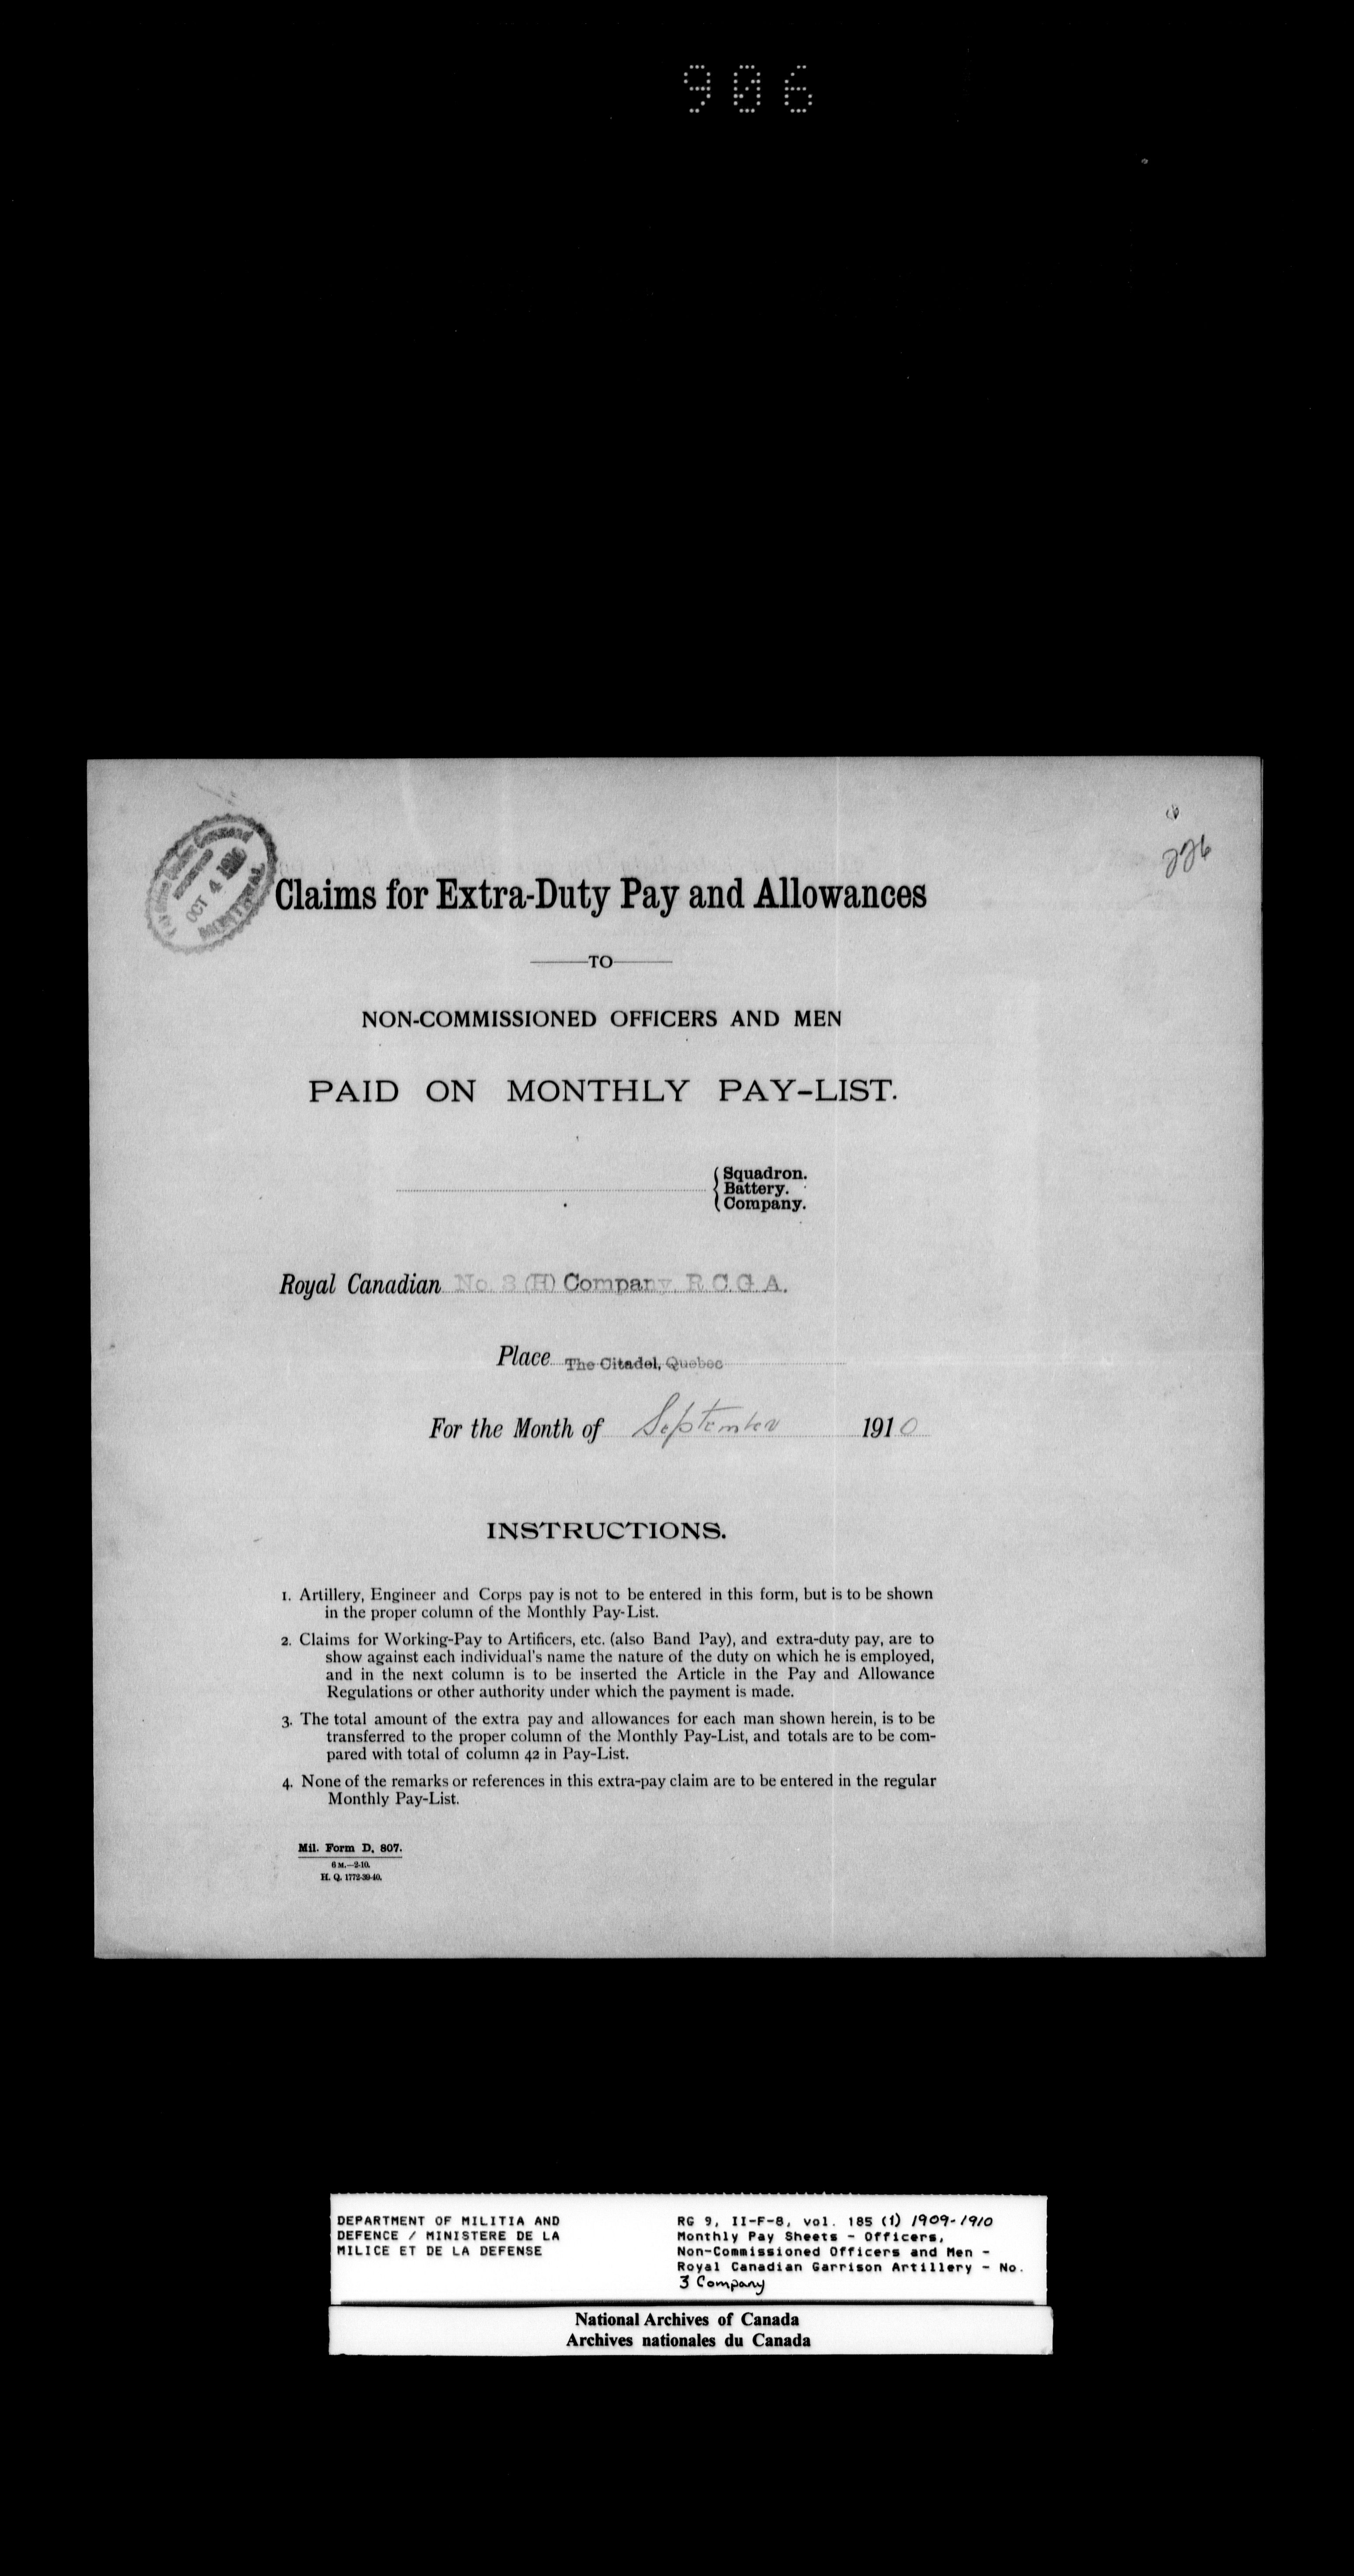 906
226
OCT 4 1910
MONTREAL
Claims for Extra-Duty Pay and Allowances
TO
NON-COMMISSIONED OFFICERS AND MEN
PAID ON MONTHLY PAY-LIST.
Squadron.
Battery.
Company.
Royal Canadian No. 3 (H) Company, R.C.G.A.
Place The Citadel, Quebec
For the Month of September 1910
INSTRUCTIONS.
1. Artillery, Engineer and Corps pay is not to be entered in this form, but is to be shown
in the proper column of the Monthly Pay-List.
2. Claims for Working-Pay to Artificers, etc. (also Band Pay), and extra-duty pay, are to
show against each individual's name the nature of the duty on which he is employed,
and in the next column is to be inserted the Article in the Pay and Allowance
Regulations or other authority under which the payment is made.
3. The total amount of the extra pay and allowances for each man shown herein, is to be
transferred to the proper column of the Monthly Pay-List, and totals are to be com-
pared with total of column 42 in Pay-List.
4. None of the remarks or references in this extra-pay claim are to be entered in the regular
Monthly Pay-List.
Mil. Form D. 807.
6 M.—2-10.
H. Q. 1772-39-40.
DEPARTMENT OF MILITIA AND
DEFENCE / MINISTERE DE LA
MILICE ET DE LA DEFENSE
RG 9, II-F-8, vol. 185 (1) 1909-1910
Monthly Pay Sheets - Officers,
Non-Commissioned Officers and Men -
Royal Canadian Garrison Artillery - No.
3 Company
National Archives of Canada
Archives nationales du Canada